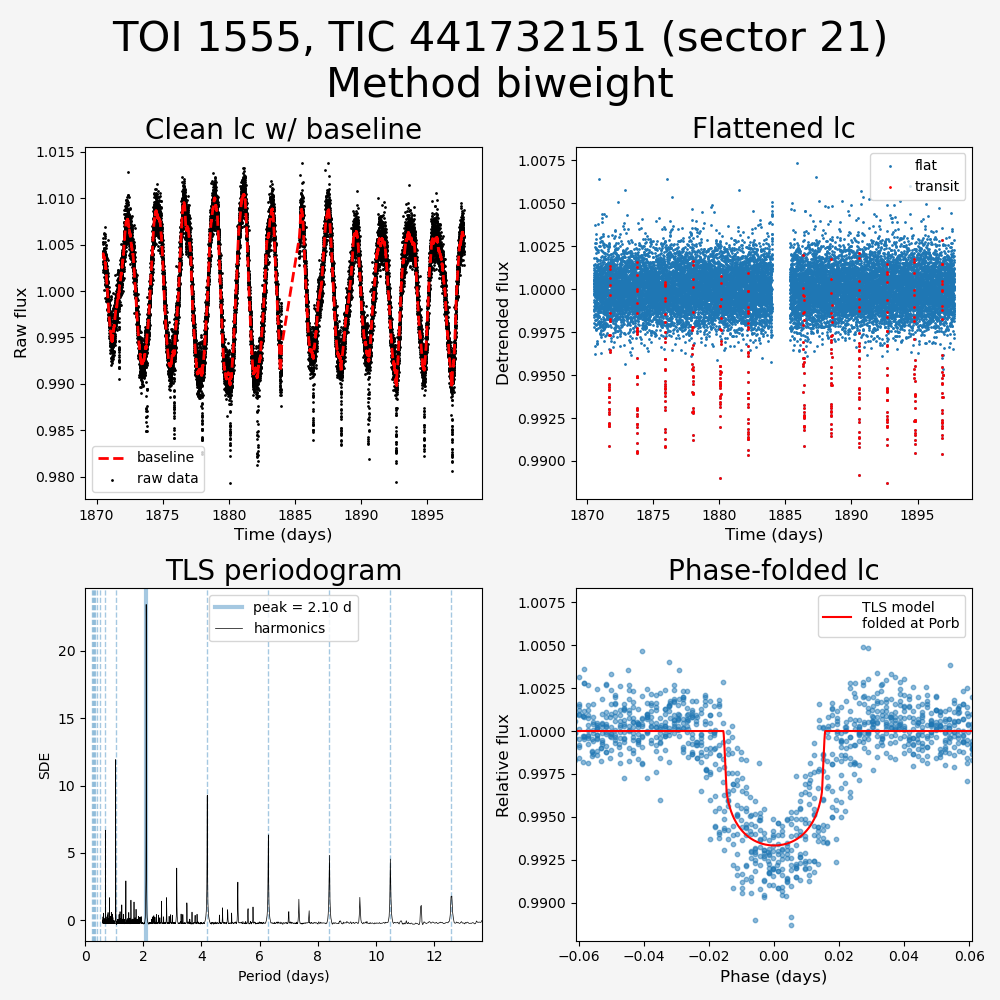 TOI 1555, TIC 441732151 (sector 21)
Method biweight
Clean lc w/ baseline
Raw flux
1.015
1.010
1.005
1.000
0.995
0.990
0.985
0.980
baseline
raw data
1870 1875 1880 1885 1890 1895
Time (days)
Flattened lc
Detrended flux
1.0075
1.0050
1.0025
1.0000
0.9975
0.9950
0.9925
0.9900
flat
transit
1870 1875 1880 1885 1890 1895
Time (days)
TLS periodogram
SDE
20
15
10
5
0
peak = 2.10 d
harmonics
0 2 4 6 8 10 12
Period (days)
Phase-folded lc
Relative flux
1.0075
1.0050
1.0025
1.0000
0.9975
0.9950
0.9925
0.9900
TLS model
folded at Porb
−0.06 −0.04 −0.02 0.00 0.02 0.04 0.06
Phase (days)